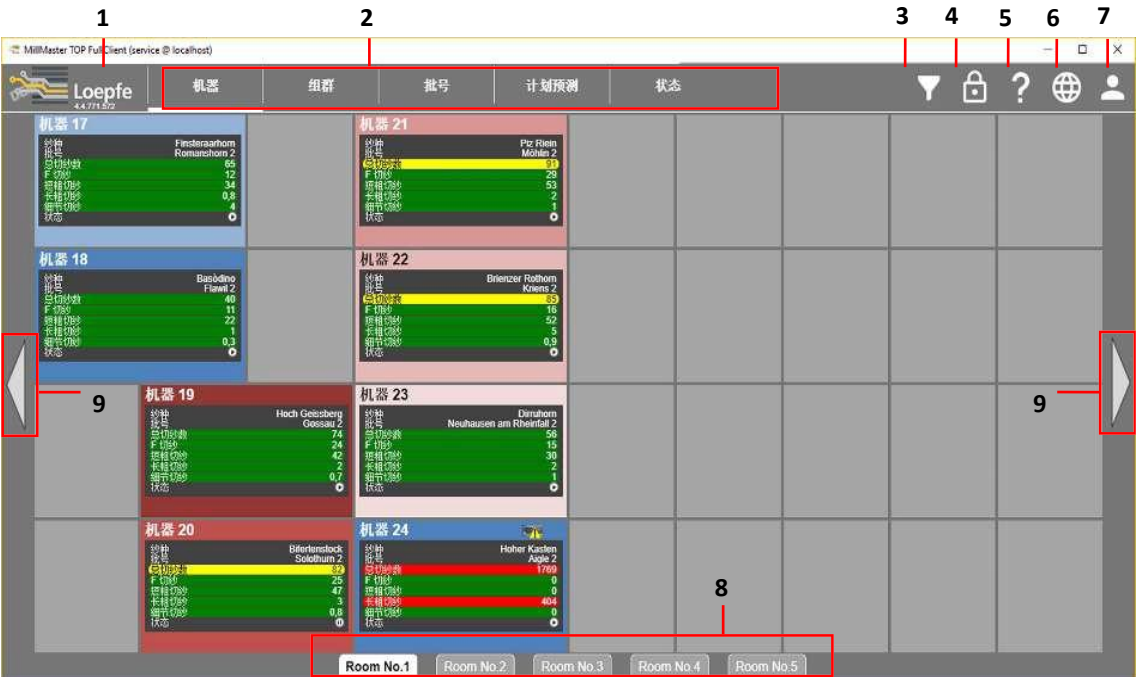 1
2
3
4
5
6
7
MillMaster TOP FullClient (service @ localhost)
Loepfe
4.4.771.572
机器
组群
批号
计划预测
状态
机器 17
纱种 Finsteraarhorn
批号 Romanshorn 2
总切纱数 65
F 切纱 12
短粗切纱 34
长粗切纱 0,8
细节切纱 4
状态
机器 21
纱种 Piz Riein
批号 Möhlin 2
总切纱数 91
F 切纱 29
短粗切纱 53
长粗切纱 2
细节切纱 1
状态
机器 18
纱种 Basòdino
批号 Flawil 2
总切纱数 40
F 切纱 11
短粗切纱 22
长粗切纱 1
细节切纱 0,3
状态
机器 22
纱种 Brienzer Rothorn
批号 Kriens 2
总切纱数 85
F 切纱 16
短粗切纱 52
长粗切纱 5
细节切纱 0,9
状态
9
9
机器 19
纱种 Hoch Geissberg
批号 Gossau 2
总切纱数 74
F 切纱 24
短粗切纱 42
长粗切纱 2
细节切纱 0,7
状态
机器 23
纱种 Dirruhorn
批号 Neuhausen am Rheinfall 2
总切纱数 56
F 切纱 15
短粗切纱 30
长粗切纱 2
细节切纱 1
状态
机器 20
纱种 Bifertenstock
批号 Solothurn 2
总切纱数 82
F 切纱 25
短粗切纱 47
长粗切纱 3
细节切纱 0,8
状态
机器 24
纱种 Hoher Kasten
批号 Aigle 2
总切纱数 1769
F 切纱 0
短粗切纱 0
长粗切纱 404
细节切纱 0
状态
8
Room No.1
Room No.2
Room No.3
Room No.4
Room No.5